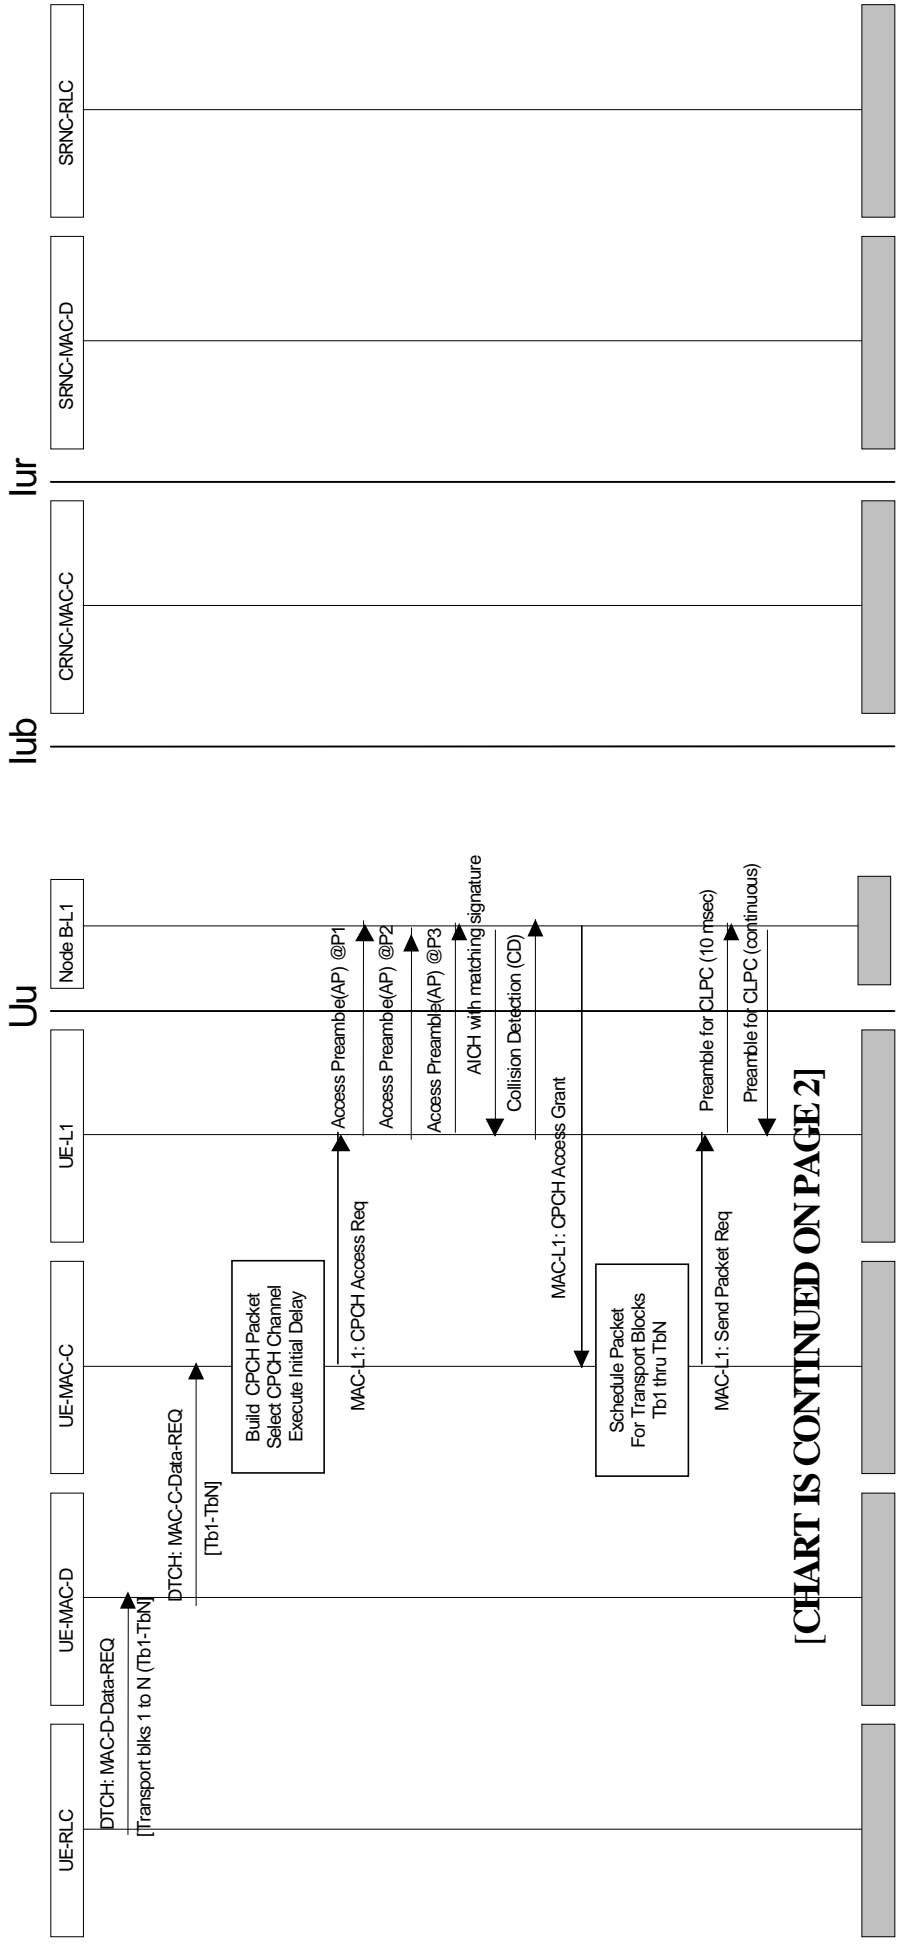 Uu
Iub
Iur
UE-RLC
UE-MAC-D
UE-MAC-C
UE-L1
Node B-L1
CRNC-MAC-C
SRNC-MAC-D
SRNC-RLC
DTCH: MAC-D-Data-REQ
[Transport blks 1 to N (Tb1-TbN]
DTCH: MAC-C-Data-REQ
[Tb1-TbN]
Build CPCH Packet
Select CPCH Channel
Execute Initial Delay
MAC-L1: CPCH Access Req
Access Preambe(AP) @P1
Access Preamble(AP) @P2
Access Preamble(AP) @P3
AICH with matching signature
Collision Detection (CD)
MAC-L1: CPCH Access Grant
Schedule Packet
For Transport Blocks
Tb1 thru TbN
MAC-L1: Send Packet Req
Preamble for CLPC (10 msec)
Preamble for CLPC (continuous)
[CHART IS CONTINUED ON PAGE 2]